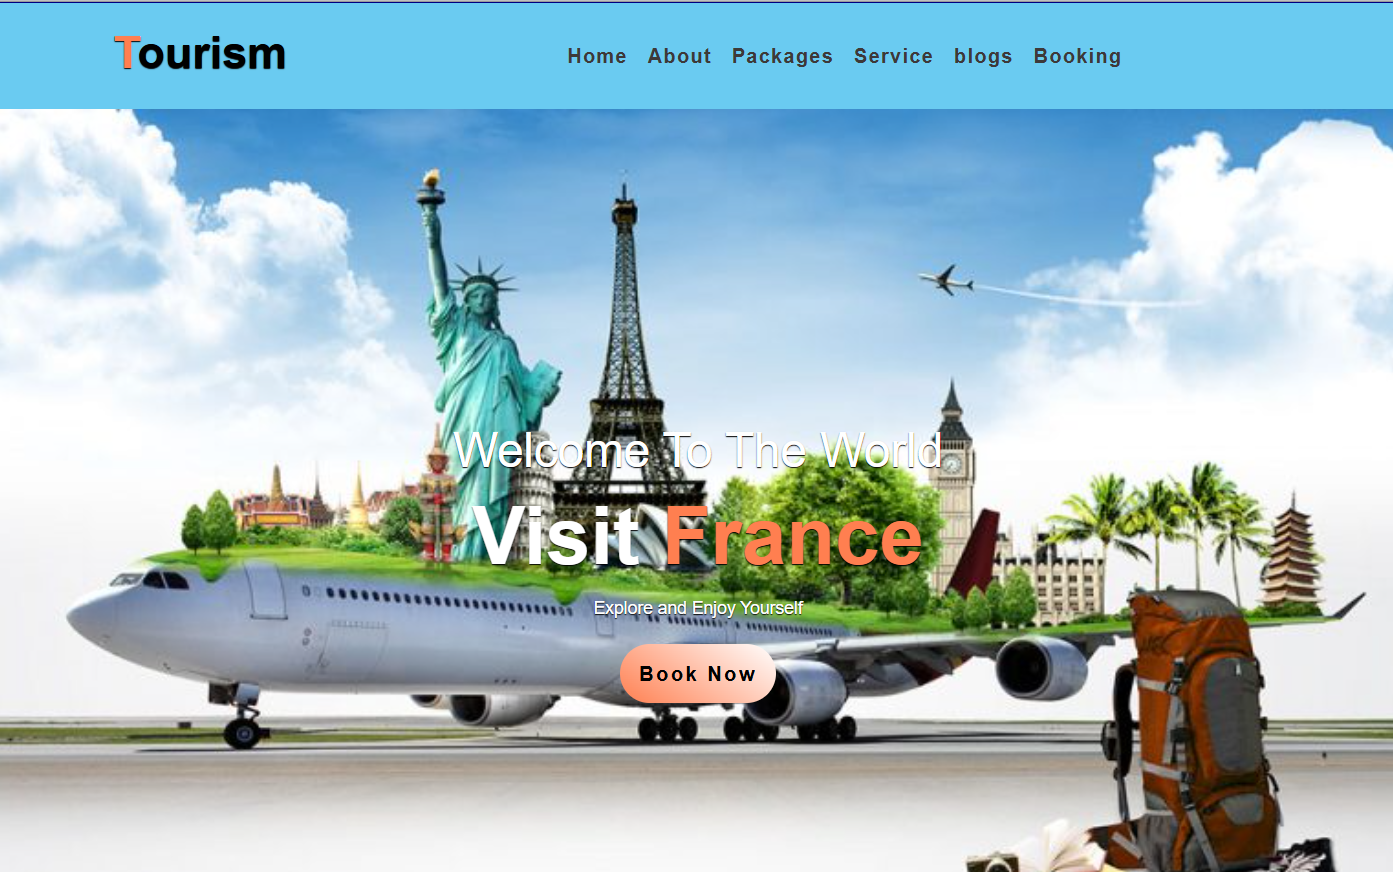 Tourism
Home About Packages Service blogs Booking
Welcome To The World
Visit France
Explore and Enjoy Yourself
Book Now